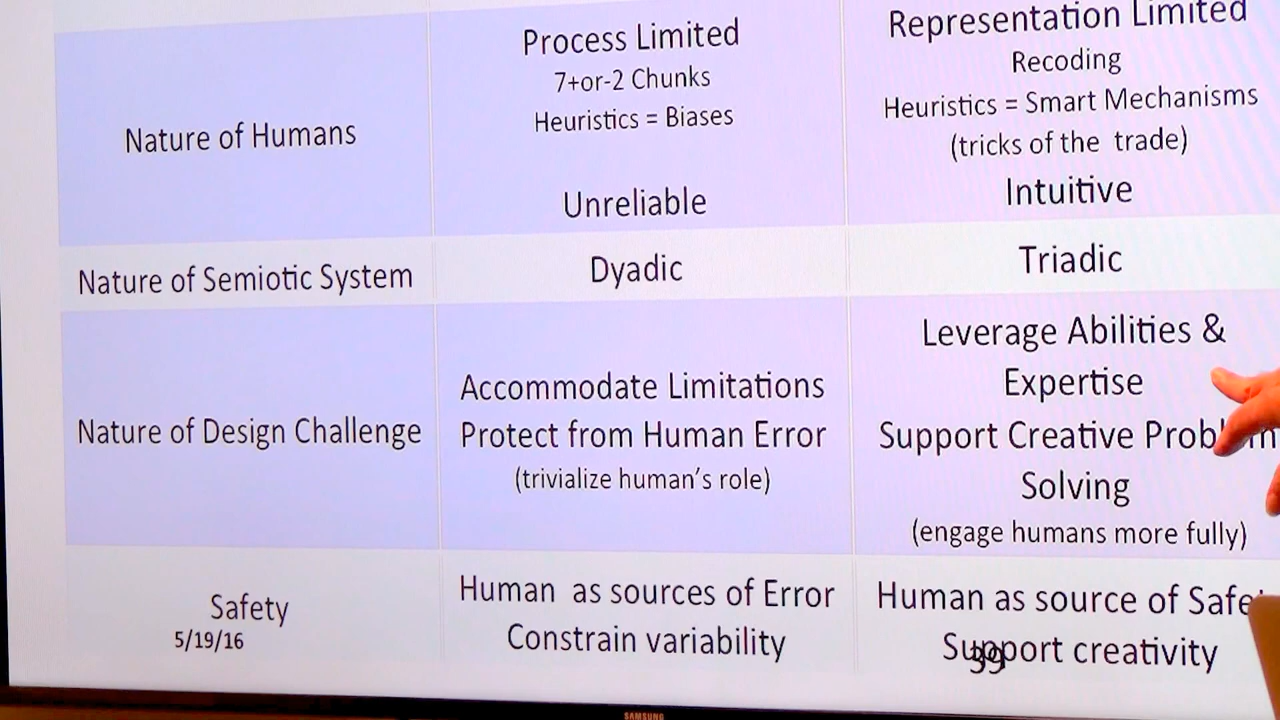 Process Limited
7+or-2 Chunks
Heuristics = Biases
Unreliable
Representation Limited
Recoding
Heuristics = Smart Mechanisms
(tricks of the trade)
Intuitive
Nature of Humans
Nature of Semiotic System
Dyadic
Triadic
Nature of Design Challenge
Accommodate Limitations
Protect from Human Error
(trivialize human's role)
Leverage Abilities &
Expertise
Support Creative
Solving
(engage humans more fully)
Safety
5/19/16
Human as sources of Error
Constrain variability
Human as source of
Support creativity
39
SAMSUNG